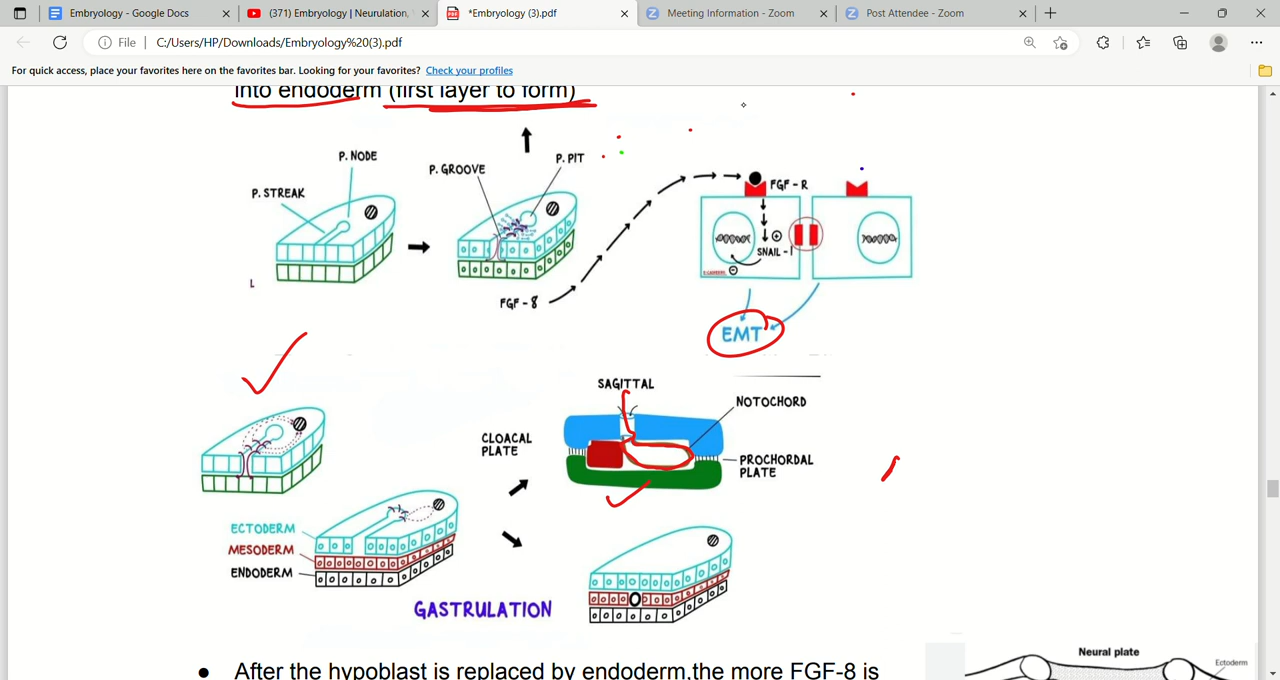 Embryology - Google Docs
(371) Embryology | Neurulation,
*Embryology (3).pdf
Meeting Information - Zoom
Post Attendee - Zoom
File
C:/Users/HP/Downloads/Embryology%20(3).pdf
For quick access, place your favorites here on the favorites bar. Looking for your favorites? Check your profiles
into endoderm (first layer to form)
P. NODE
P. STREAK
P. GROOVE
P. PIT
FGF - R
SNAIL - 1
FGF - 8
EMT
L
SAGITTAL
NOTOCHORD
CLOACAL
PLATE
PROCHORDAL
PLATE
ECTODERM
MESODERM
ENDODERM
GASTRULATION
● After the hypoblast is replaced by endoderm,the more FGF-8 is
Neural plate
Ectoderm